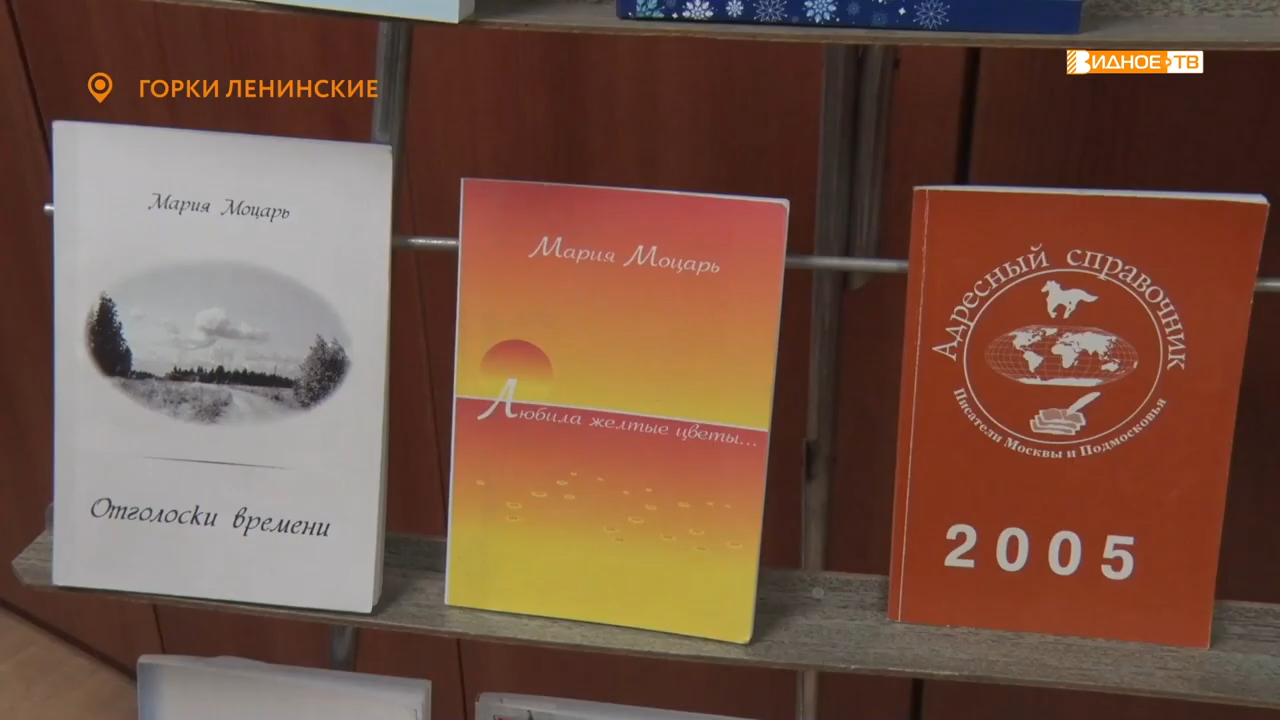 ГОРКИ ЛЕНИНСКИЕ
ВИДНОЕ ТВ
Мария Моцарь
Отголоски времени
Мария Моцарь
Любила желтые цветы...
Адресный справочник
Писатели Москвы и Подмосковья
2005